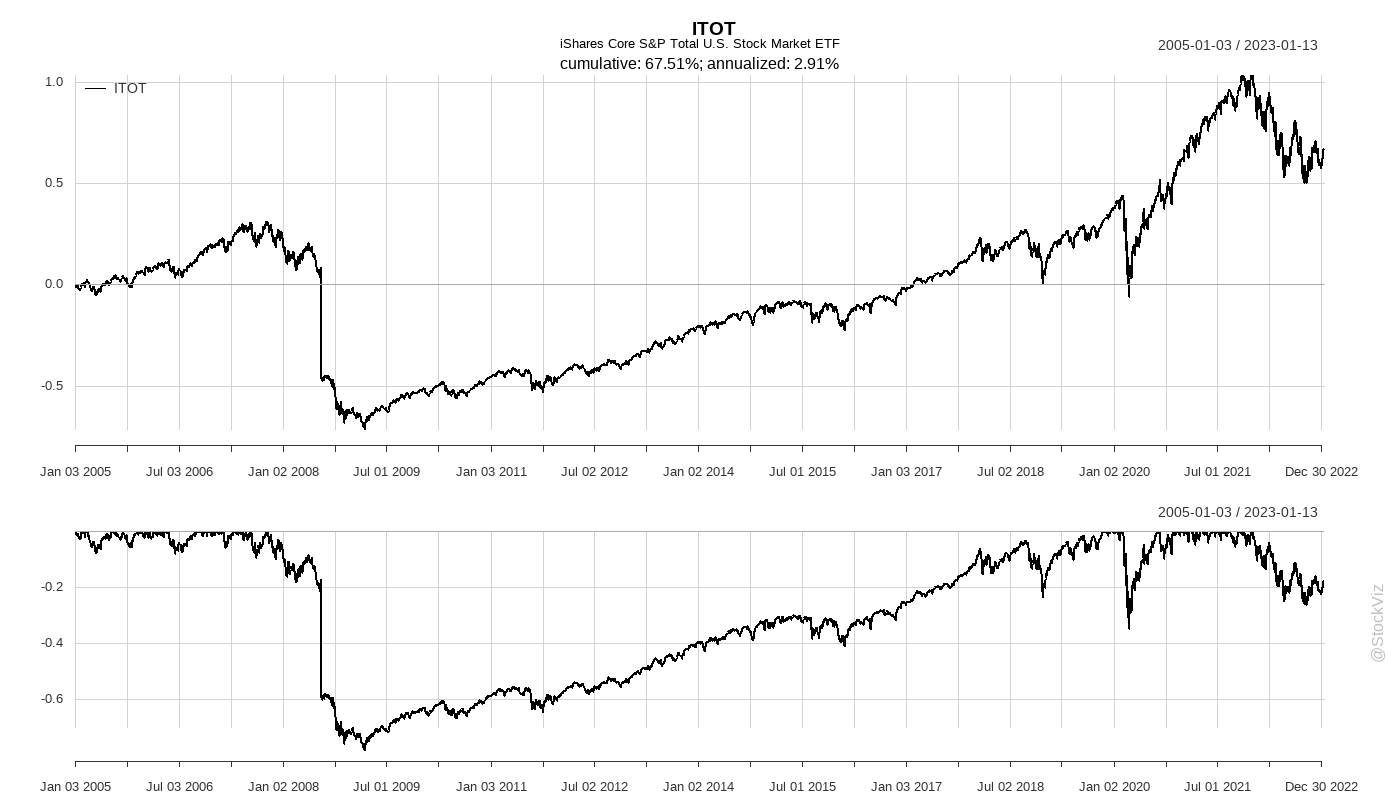 ITOT
iShares Core S&P Total U.S. Stock Market ETF
cumulative: 67.51%; annualized: 2.91%
2005-01-03 / 2023-01-13
ITOT
1.0
0.5
0.0
-0.5
Jan 03 2005 Jul 03 2006 Jan 02 2008 Jul 01 2009 Jan 03 2011 Jul 02 2012 Jan 02 2014 Jul 01 2015 Jan 03 2017 Jul 02 2018 Jan 02 2020 Jul 01 2021 Dec 30 2022
2005-01-03 / 2023-01-13
-0.2
-0.4
-0.6
@StockViz
Jan 03 2005 Jul 03 2006 Jan 02 2008 Jul 01 2009 Jan 03 2011 Jul 02 2012 Jan 02 2014 Jul 01 2015 Jan 03 2017 Jul 02 2018 Jan 02 2020 Jul 01 2021 Dec 30 2022